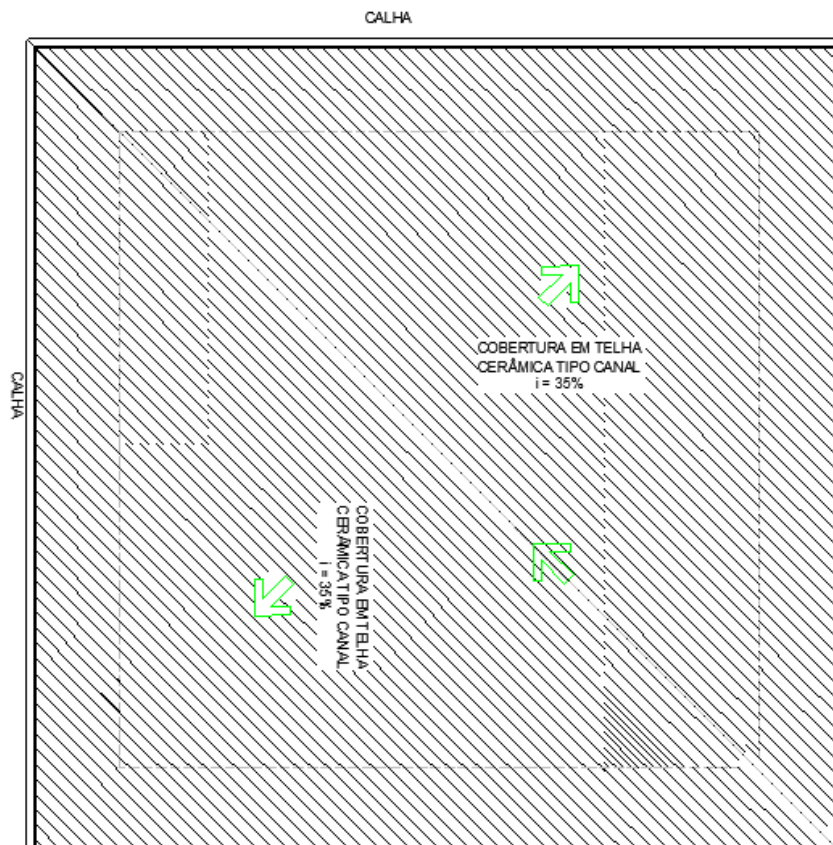 CALHA
COBERTURA EM TELHA
CERÂMICA TIPO CANAL
i = 35%
CALHA
COBERTURA EM TELHA
CERÂMICA TIPO CANAL
i = 35%